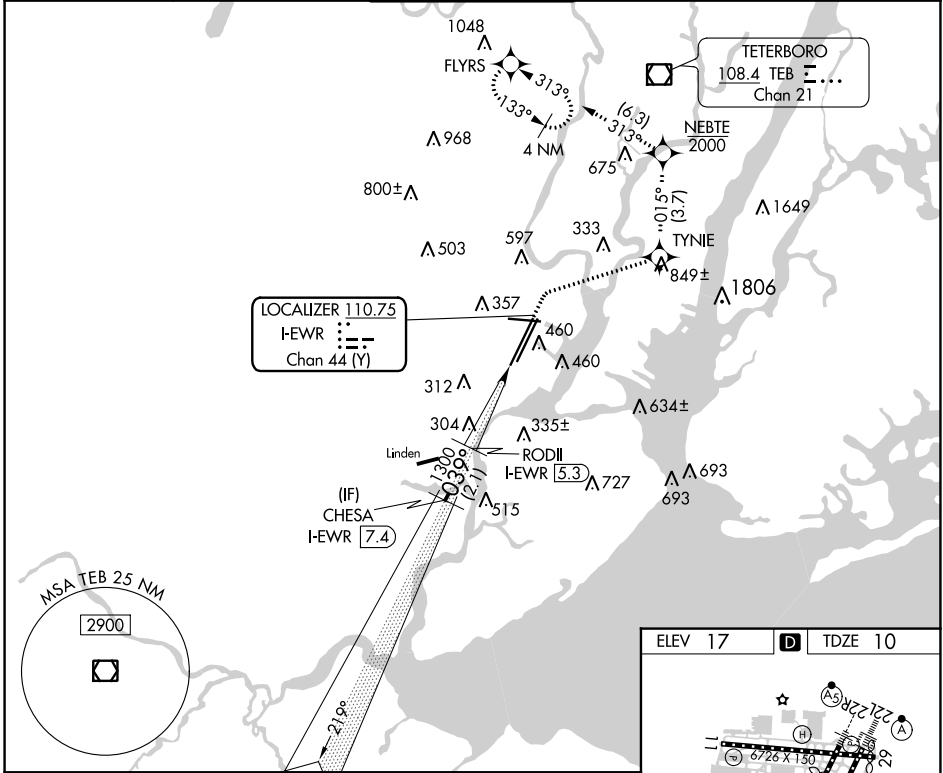 1048
FLYRS
313°
133°
4 NM
(6.3)
313°
TETERBORO
108.4 TEB
Chan 21
NEBTE
2000
968
675
800±
015°
(3.7)
1649
503
597
333
TYNIE
849±
1806
LOCALIZER 110.75
I-EWR
Chan 44 (Y)
357
460
460
312
304
335±
634±
Linden
RODII
I-EWR 5.3
1300
039°
(2.1)
727
693
693
(IF)
CHESA
I-EWR 7.4
515
MSA TEB 25 NM
2900
219°
ELEV 17
D
TDZE 10
A5
22R
22L
A
H
11
P
6726 X 150
29